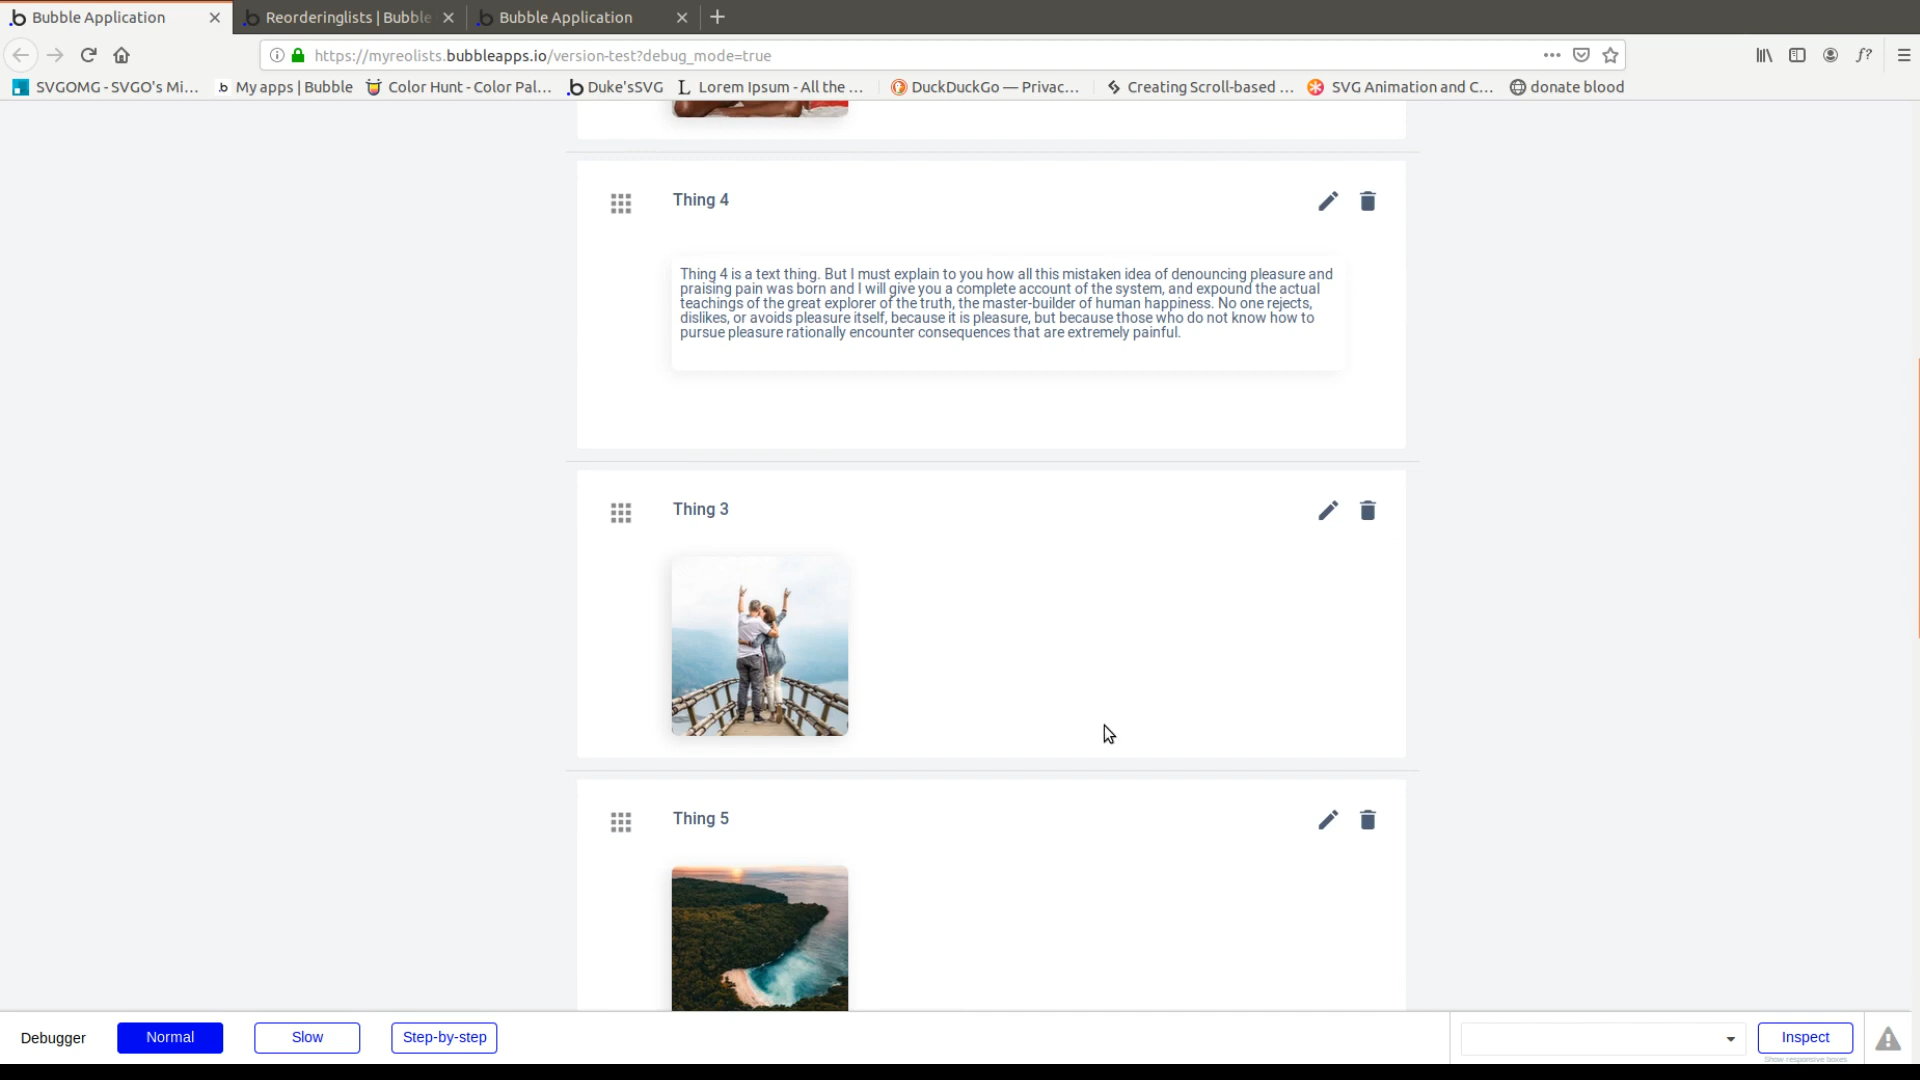 Bubble Application
Reorderinglists | Bubble
Bubble Application
https://myreolists.bubbleapps.io/version-test?debug_mode=true
SVGOMG - SVGO's Mi...
My apps | Bubble
Color Hunt - Color Pal...
Duke'sSVG
Lorem Ipsum - All the ...
DuckDuckGo — Privac...
Creating Scroll-based ...
SVG Animation and C...
donate blood
Thing 4
Thing 4 is a text thing. But I must explain to you how all this mistaken idea of denouncing pleasure and
praising pain was born and I will give you a complete account of the system, and expound the actual
teachings of the great explorer of the truth, the master-builder of human happiness. No one rejects,
dislikes, or avoids pleasure itself, because it is pleasure, but because those who do not know how to
pursue pleasure rationally encounter consequences that are extremely painful.
Thing 3
Thing 5
Debugger
Normal
Slow
Step-by-step
Inspect
Show responsive boxes